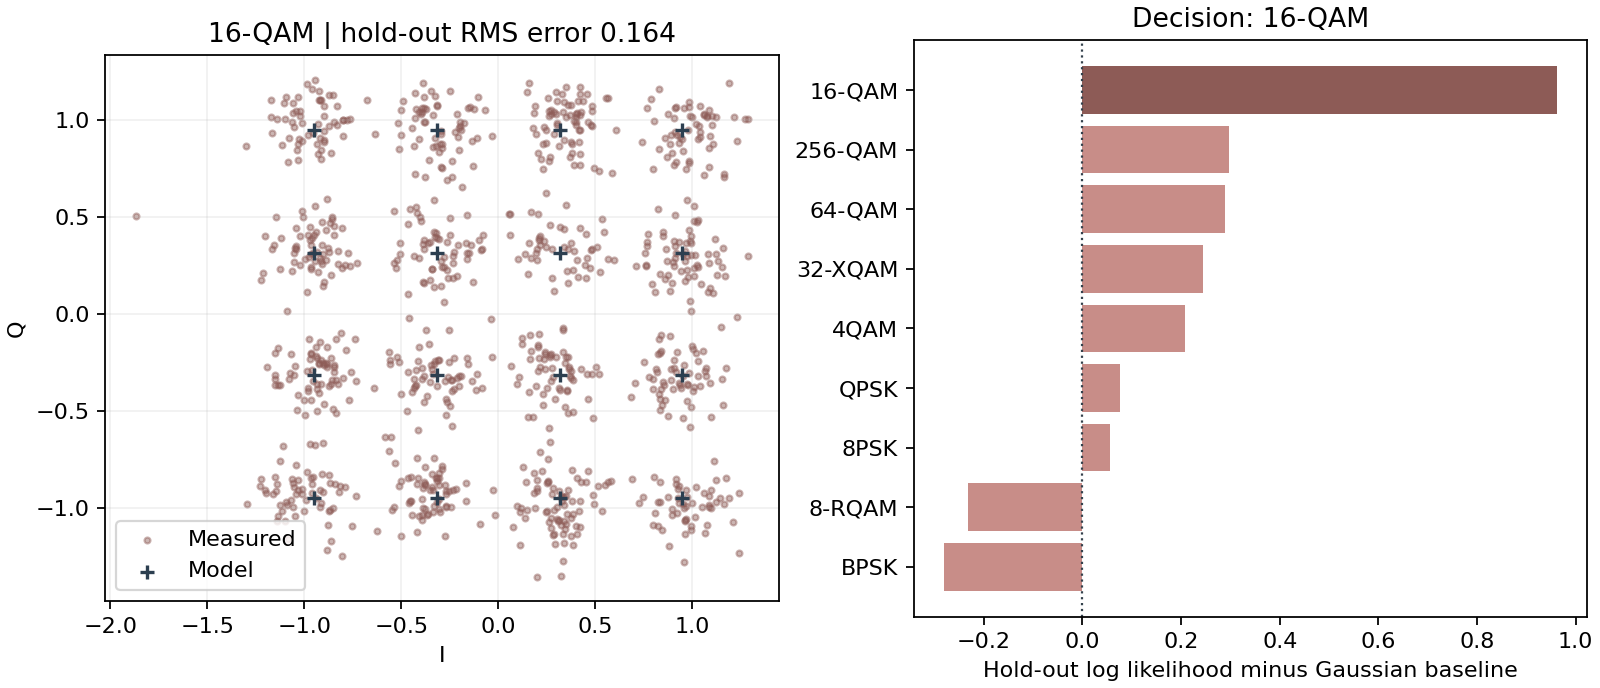 16-QAM | hold-out RMS error 0.164
Q
1.0
0.5
0.0
−0.5
−1.0
Measured
Model
−2.0 −1.5 −1.0 −0.5 0.0 0.5 1.0
I
Decision: 16-QAM
16-QAM
256-QAM
64-QAM
32-XQAM
4QAM
QPSK
8PSK
8-RQAM
BPSK
−0.2 0.0 0.2 0.4 0.6 0.8 1.0
Hold-out log likelihood minus Gaussian baseline